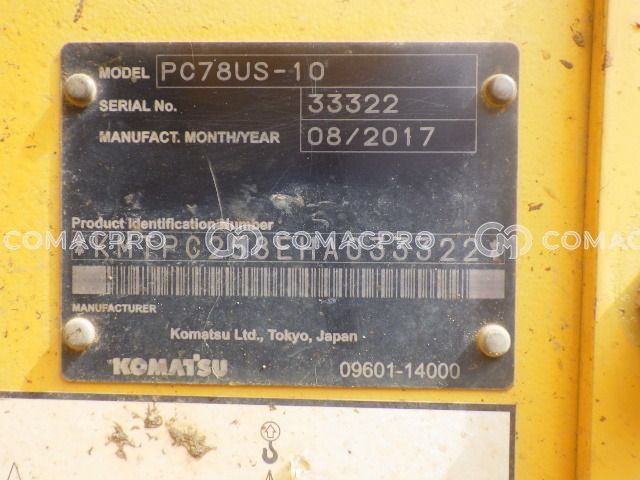 MODEL PC78US-10
SERIAL No. 33322
MANUFACT. MONTH/YEAR 08/2017
Product Identification Number
COMACPRO COMACPRO COMACPRO COMACPRO
MANUFACTURER
Komatsu Ltd., Tokyo, Japan
KOMATSU 09601-14000